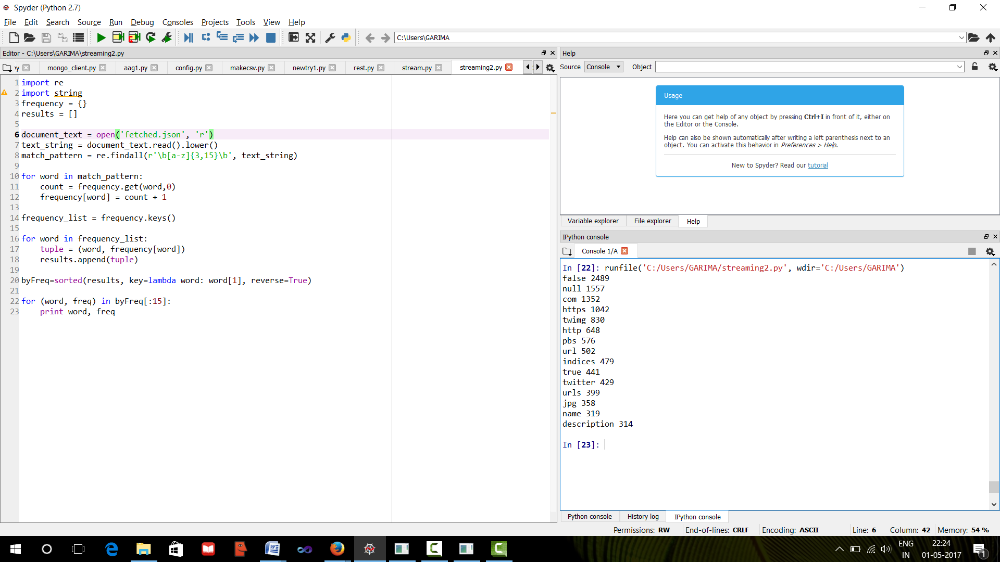 Spyder (Python 2.7)
File Edit Search Source Run Debug Consoles Projects Tools View Help
C:\Users\GARIMA
Editor - C:\Users\GARIMA\streaming2.py
y mongo_client.py aag1.py config.py makecsv.py newtry1.py rest.py stream.py streaming2.py
1 import re
2 import string
3 frequency = {}
4 results = []
5
6 document_text = open('fetched.json', 'r')
7 text_string = document_text.read().lower()
8 match_pattern = re.findall(r'\b[a-z]{3,15}\b', text_string)
9
10 for word in match_pattern:
11     count = frequency.get(word,0)
12     frequency[word] = count + 1
13
14 frequency_list = frequency.keys()
15
16 for word in frequency_list:
17     tuple = (word, frequency[word])
18     results.append(tuple)
19
20 byFreq=sorted(results, key=lambda word: word[1], reverse=True)
21
22 for (word, freq) in byFreq[:15]:
23     print word, freq
Help
Source Console Object
Usage
Here you can get help of any object by pressing Ctrl+I in front of it, either on
the Editor or the Console.
Help can also be shown automatically after writing a left parenthesis next to an
object. You can activate this behavior in Preferences > Help.
New to Spyder? Read our tutorial
Variable explorer File explorer Help
IPython console
Console 1/A
In [22]: runfile('C:/Users/GARIMA/streaming2.py', wdir='C:/Users/GARIMA')
false 2489
null 1557
com 1352
https 1042
twimg 830
http 648
pbs 576
url 502
indices 479
true 441
twitter 429
urls 399
jpg 358
name 319
description 314
In [23]:
Python console History log IPython console
Permissions: RW End-of-lines: CRLF Encoding: ASCII Line: 6 Column: 42 Memory: 54 %
ENG
IN
22:24
01-05-2017
1